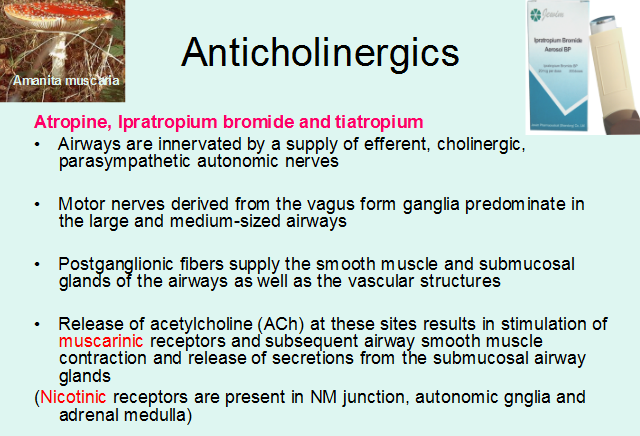 Amanita muscaria
Anticholinergics
Ipratropium Bromide
Aerosol BP
Atropine, Ipratropium bromide and tiatropium
• Airways are innervated by a supply of efferent, cholinergic,
parasympathetic autonomic nerves
• Motor nerves derived from the vagus form ganglia predominate in
the large and medium-sized airways
• Postganglionic fibers supply the smooth muscle and submucosal
glands of the airways as well as the vascular structures
• Release of acetylcholine (ACh) at these sites results in stimulation of
muscarinic receptors and subsequent airway smooth muscle
contraction and release of secretions from the submucosal airway
glands
(Nicotinic receptors are present in NM junction, autonomic gnglia and
adrenal medulla)